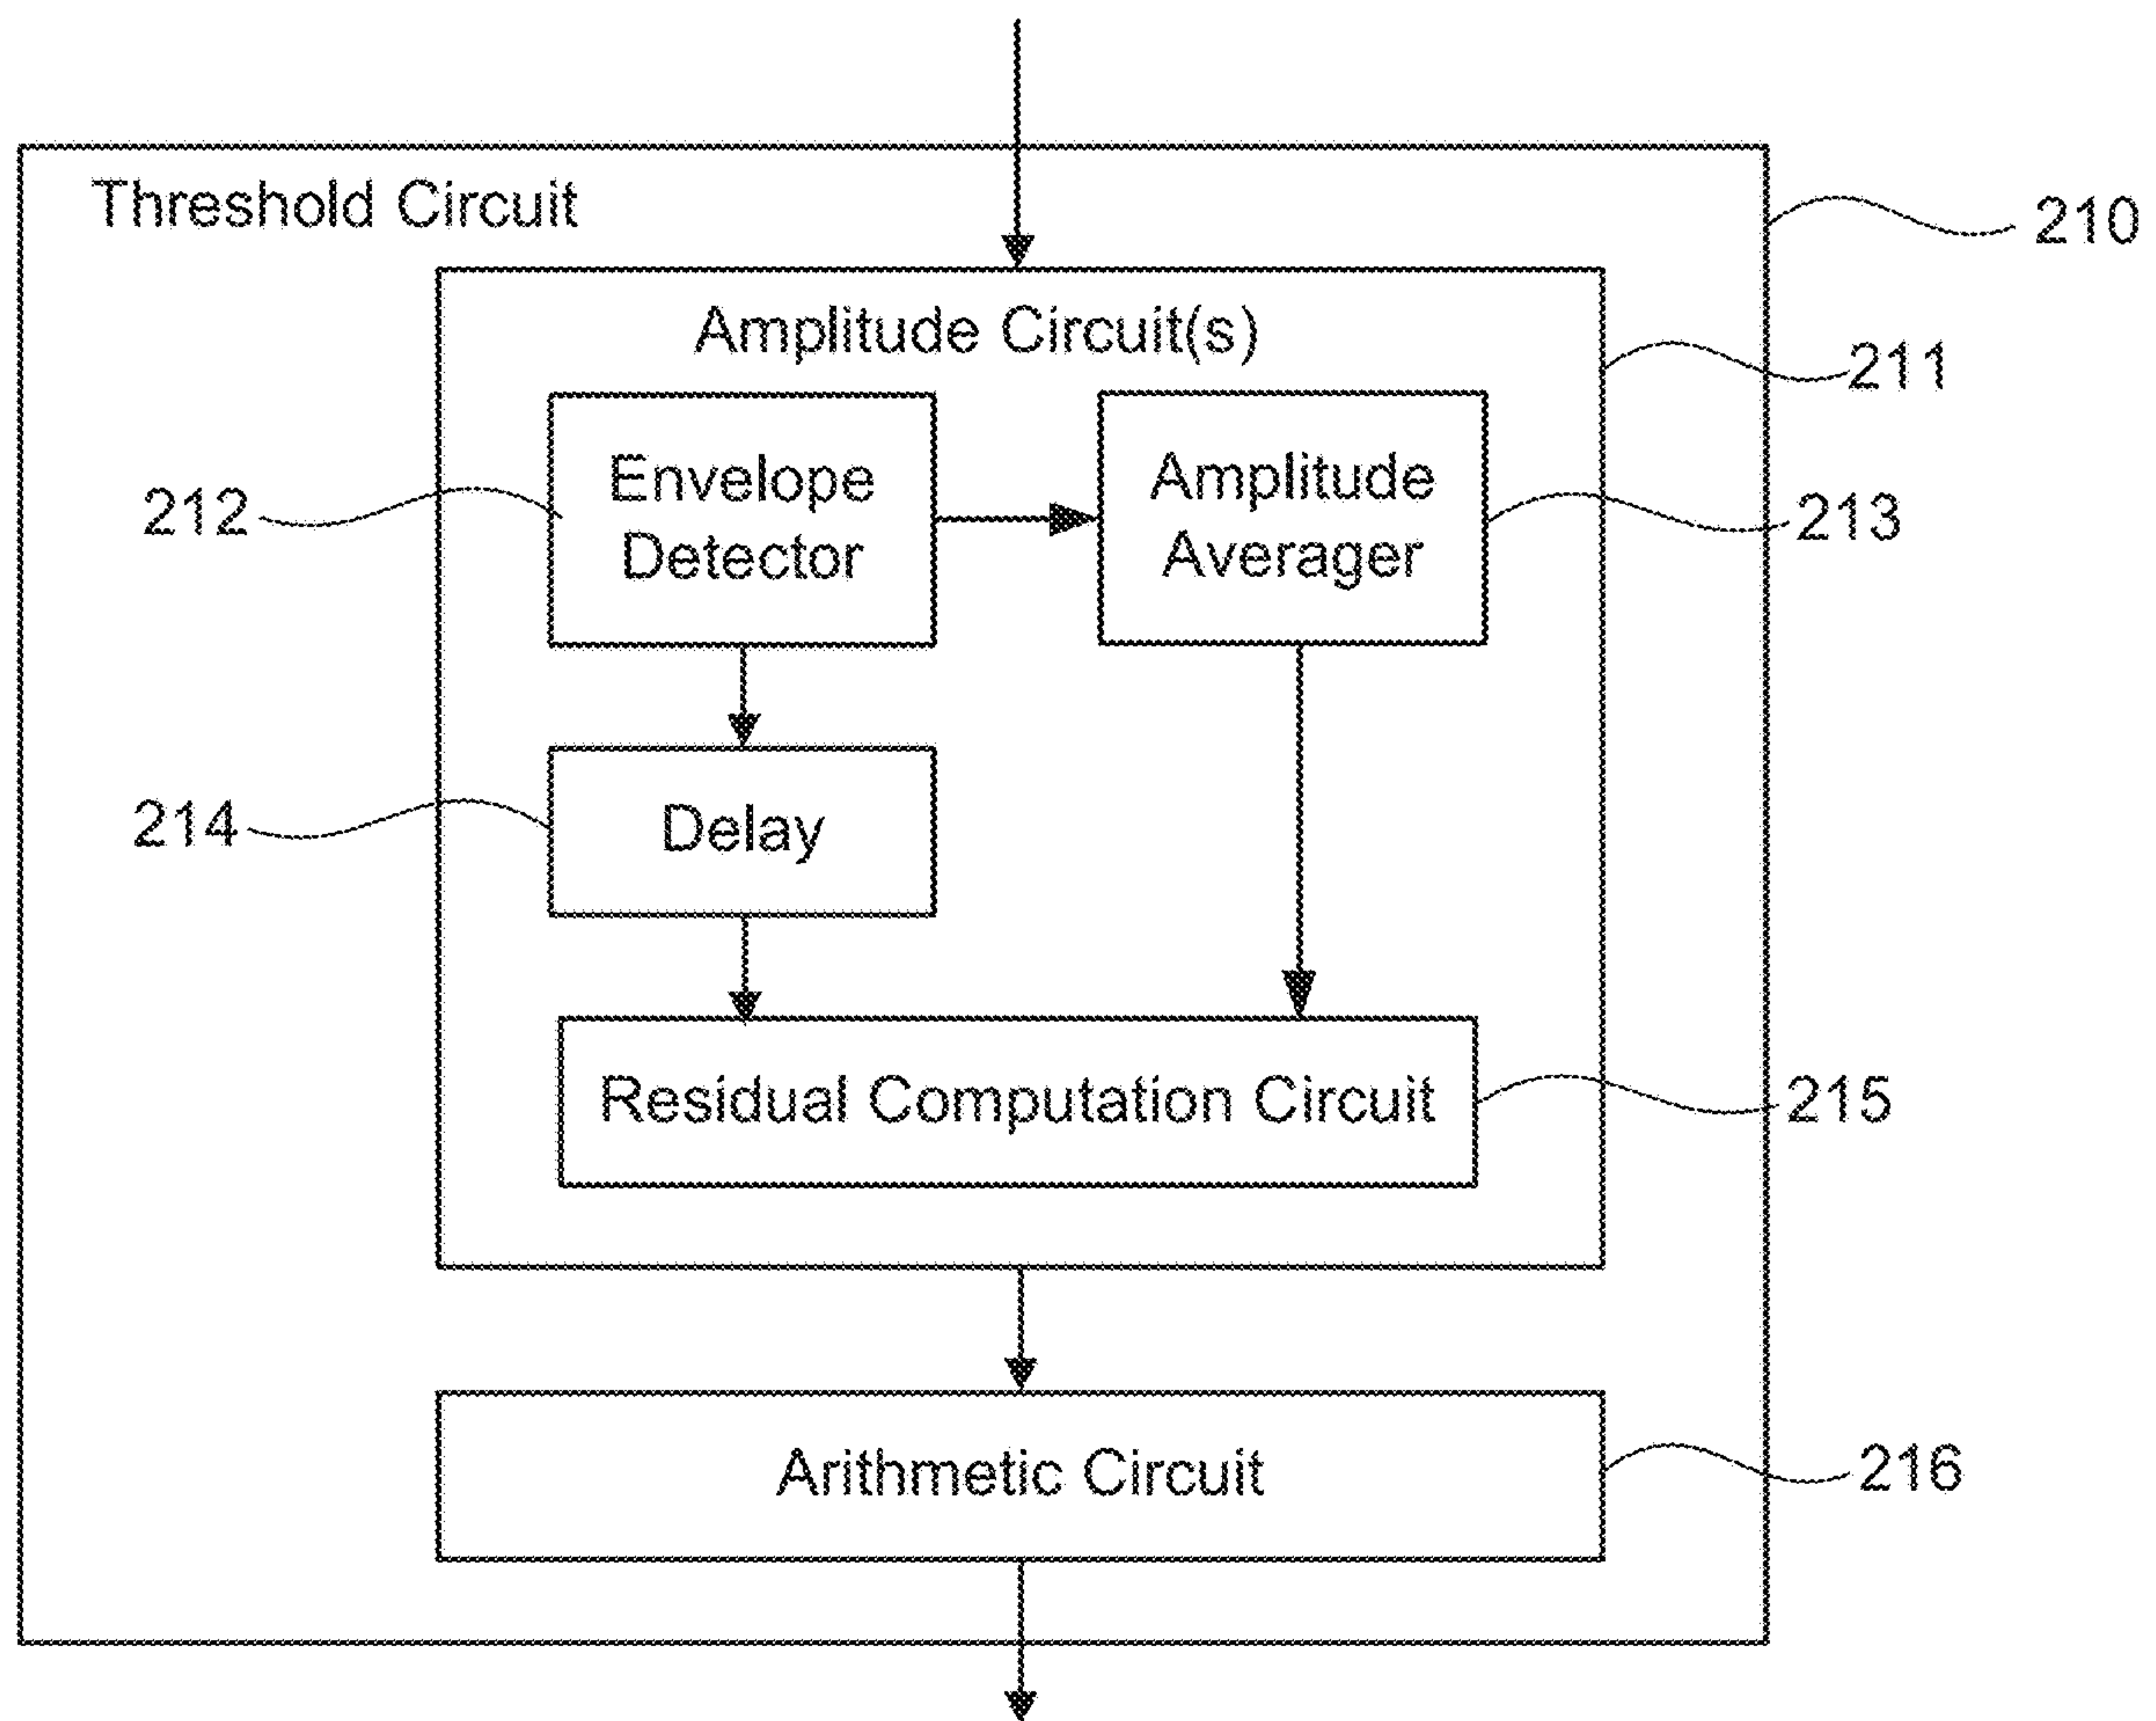 Threshold Circuit
210
Amplitude Circuit(s)
211
Envelope
Detector
Amplitude
Averager
212
213
Delay
214
Residual Computation Circuit
215
Arithmetic Circuit
216